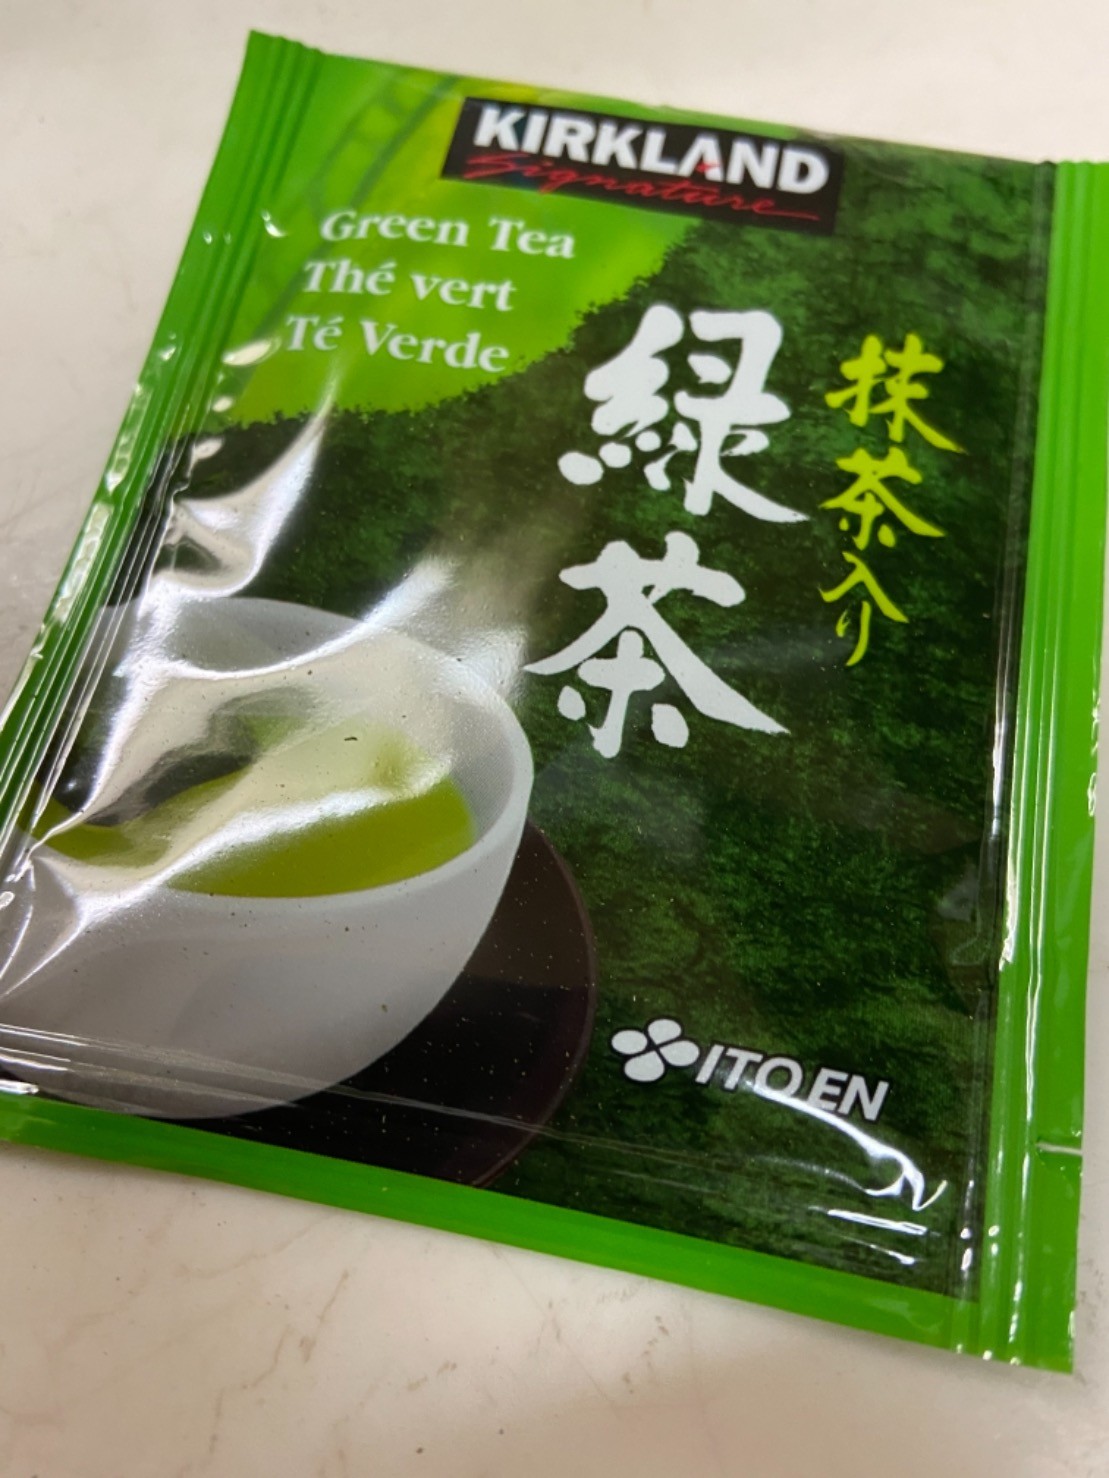 KIRKLAND
Signature
Green Tea
Thé vert
Té Verde
緑茶
抹茶入り
ITO EN